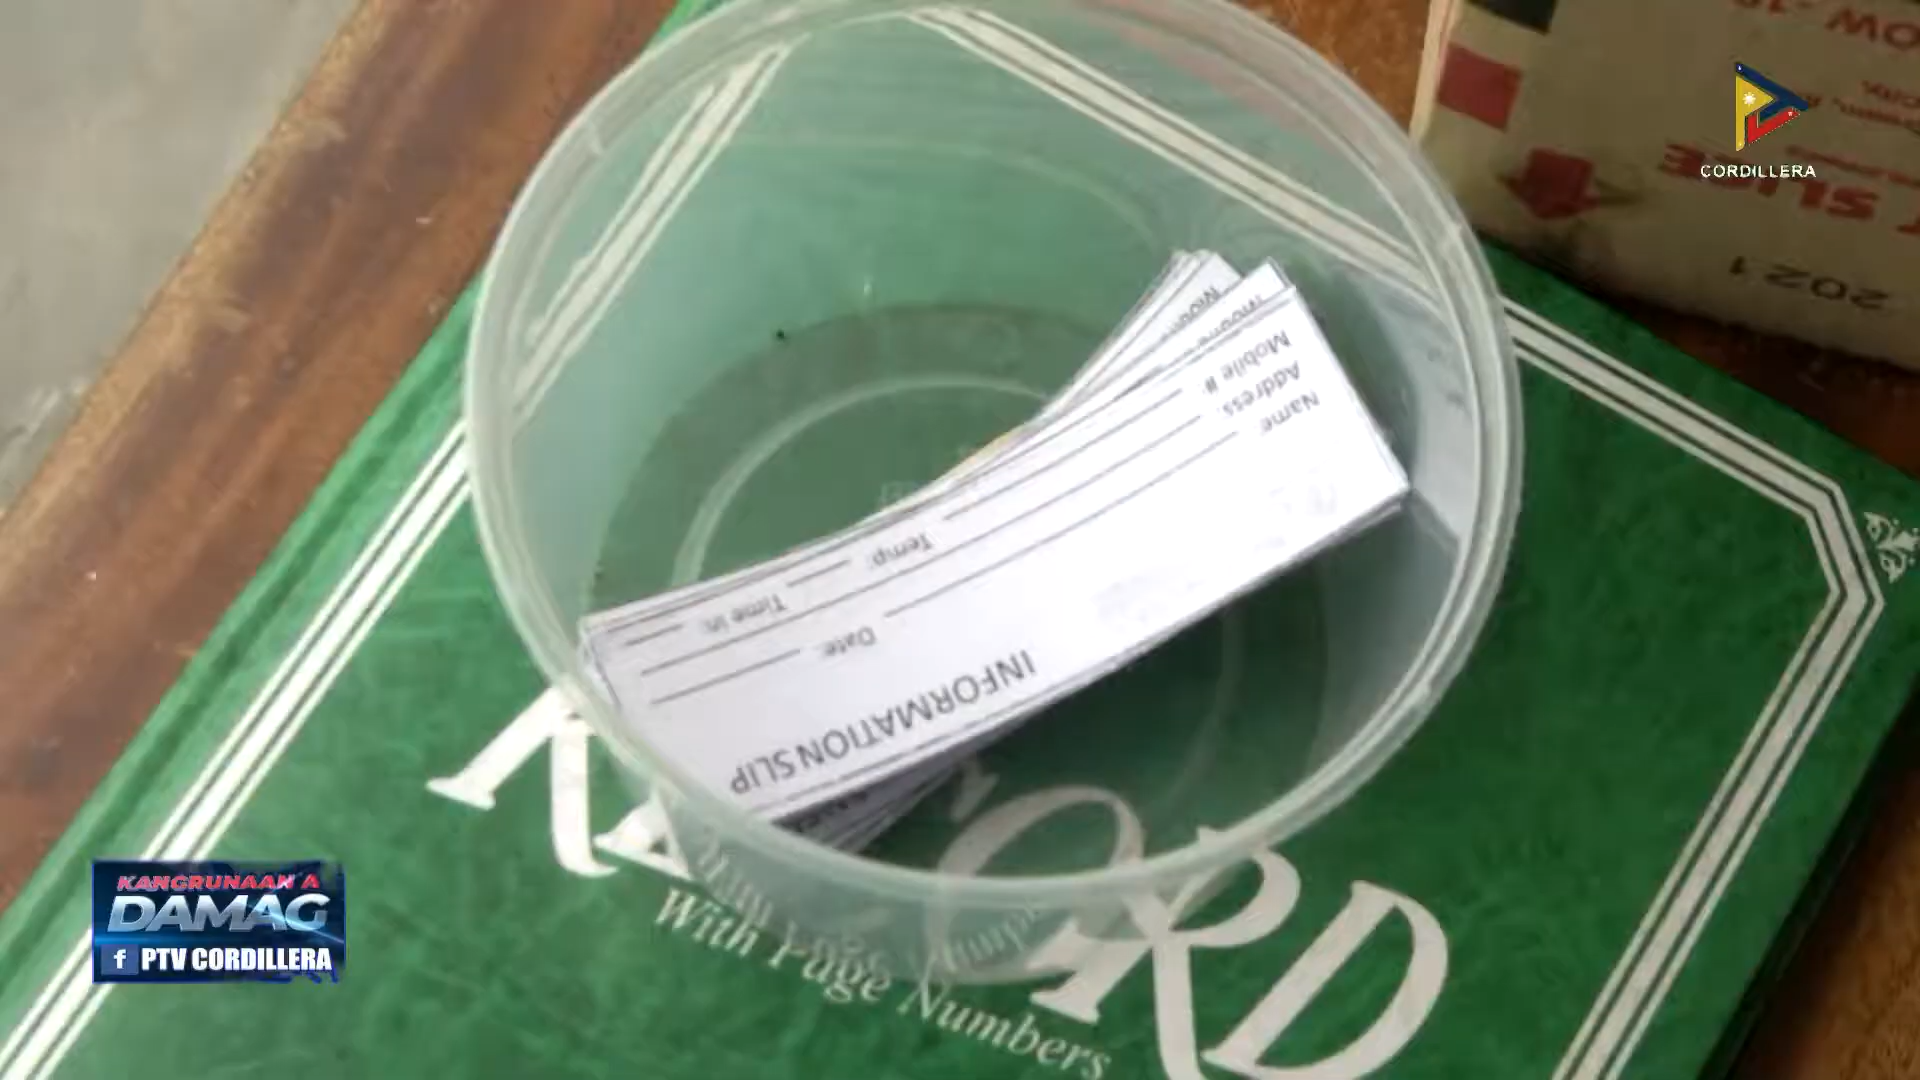 CORDILLERA
2021
INFORMATION SLIP
Name:
Date:
Address:
Temp:
Time in:
Mobile #:
RECORD
With Page Numbers
KANGRUNAAN A
DAMAG
f PTV CORDILLERA